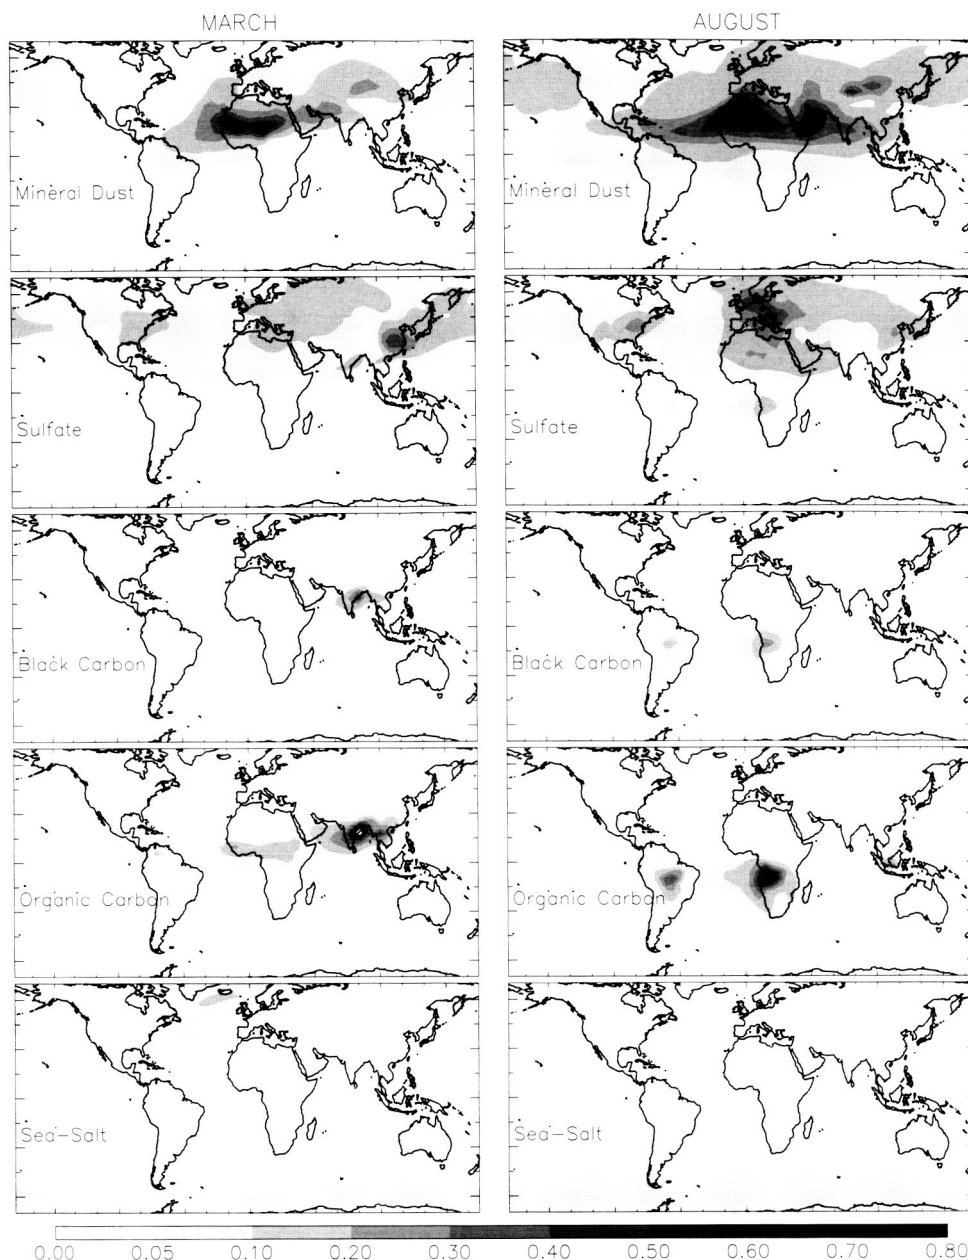 MARCH AUGUST
Mineral Dust Mineral Dust
Sulfate Sulfate
Black Carbon Black Carbon
Organic Carbon Organic Carbon
Sea-Salt Sea-Salt
0.00 0.05 0.10 0.20 0.30 0.40 0.50 0.60 0.70 0.80